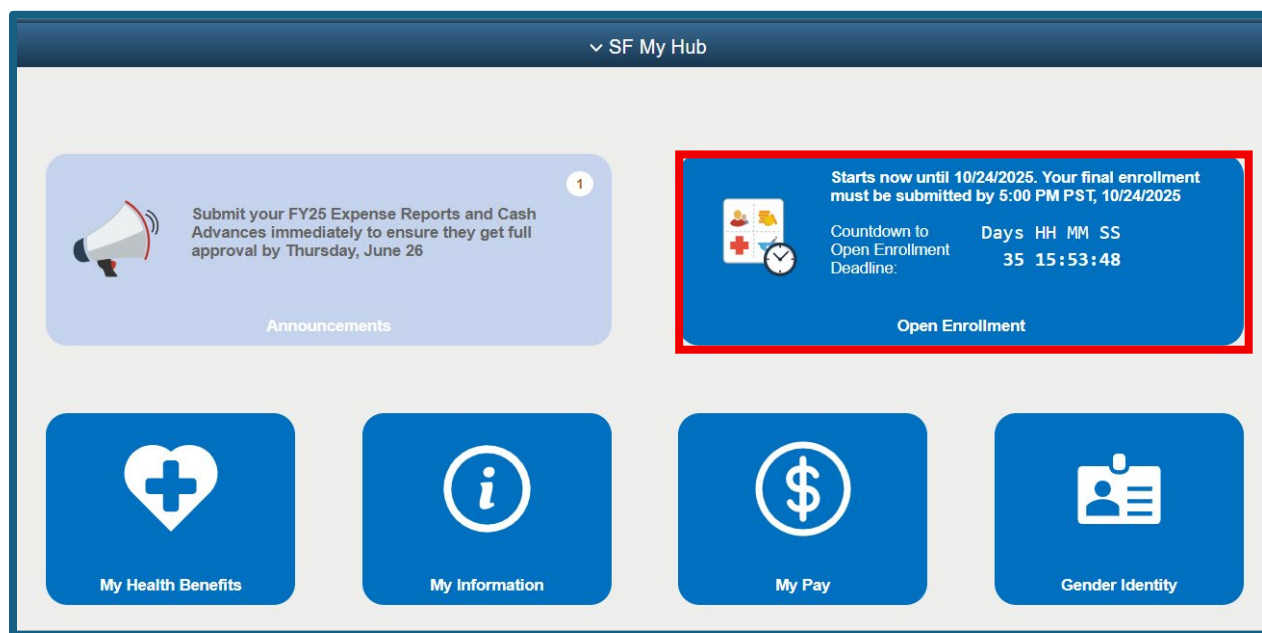 SF My Hub
1
Submit your FY25 Expense Reports and Cash
Advances immediately to ensure they get full
approval by Thursday, June 26
Announcements
Starts now until 10/24/2025. Your final enrollment
must be submitted by 5:00 PM PST, 10/24/2025
Countdown to
Open Enrollment
Deadline:
Days HH MM SS
35 15:53:48
Open Enrollment
My Health Benefits
My Information
My Pay
Gender Identity